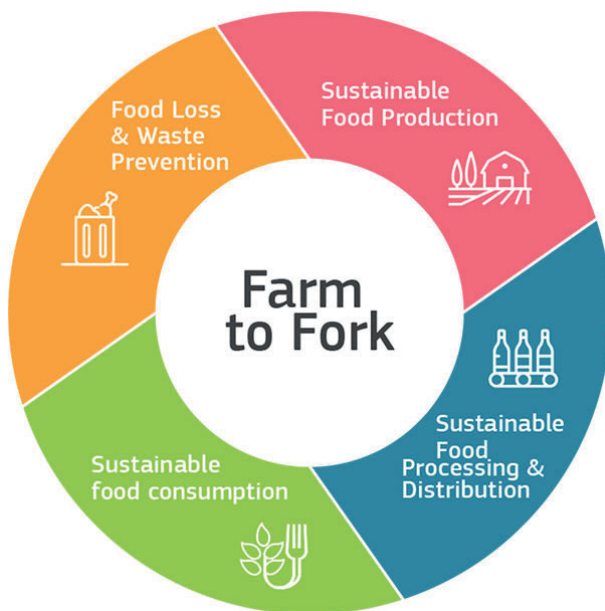 Food Loss
& Waste
Prevention
Sustainable
Food Production
Farm
to Fork
Sustainable
Food
Processing &
Distribution
Sustainable
food consumption